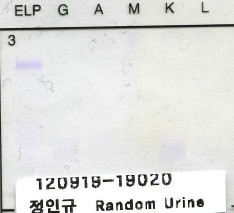 ELP G A M K L
3
120919-19020
정인규 Random Urine